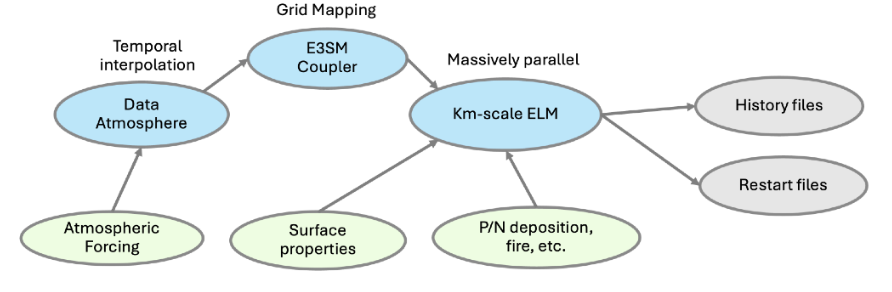 Grid Mapping
Temporal
interpolation
E3SM
Coupler
Massively parallel
Data
Atmosphere
Km-scale ELM
History files
Restart files
Atmospheric
Forcing
Surface
properties
P/N deposition,
fire, etc.